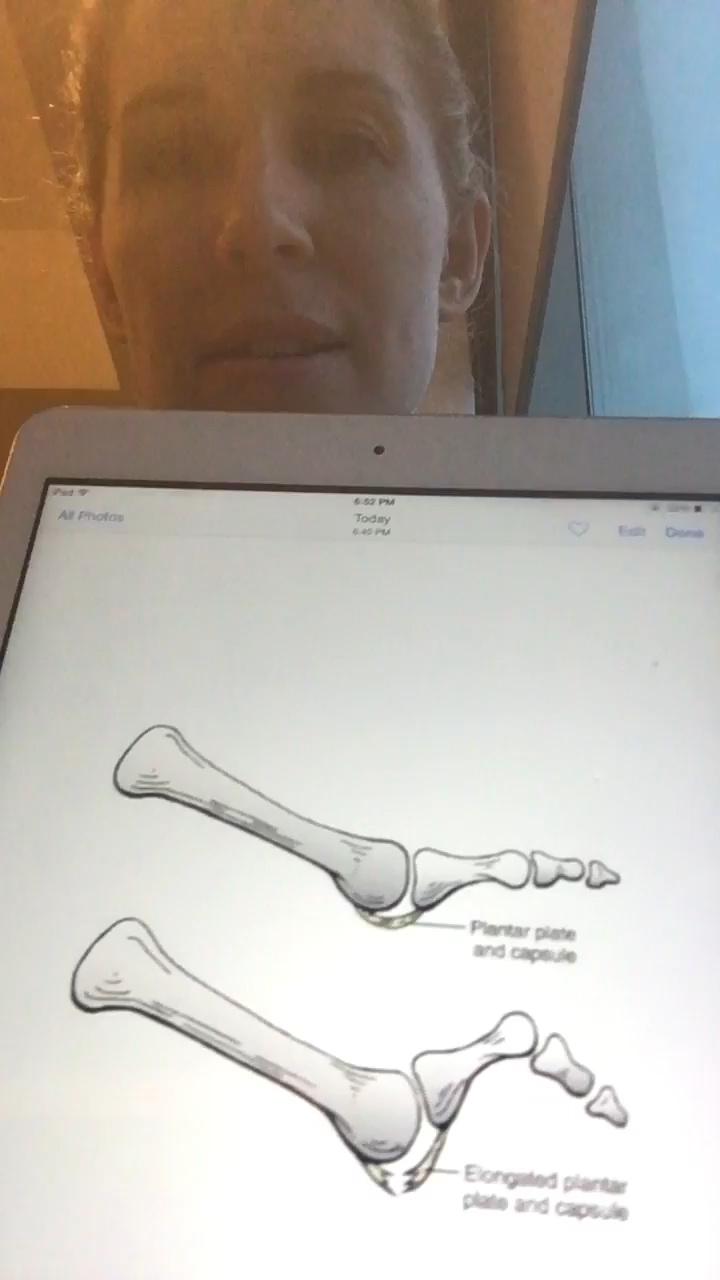 iPad
6:52 PM
All Photos
Today
6:40 PM
Edit
Done
Plantar plate
and capsule
Elongated plantar
plate and capsule